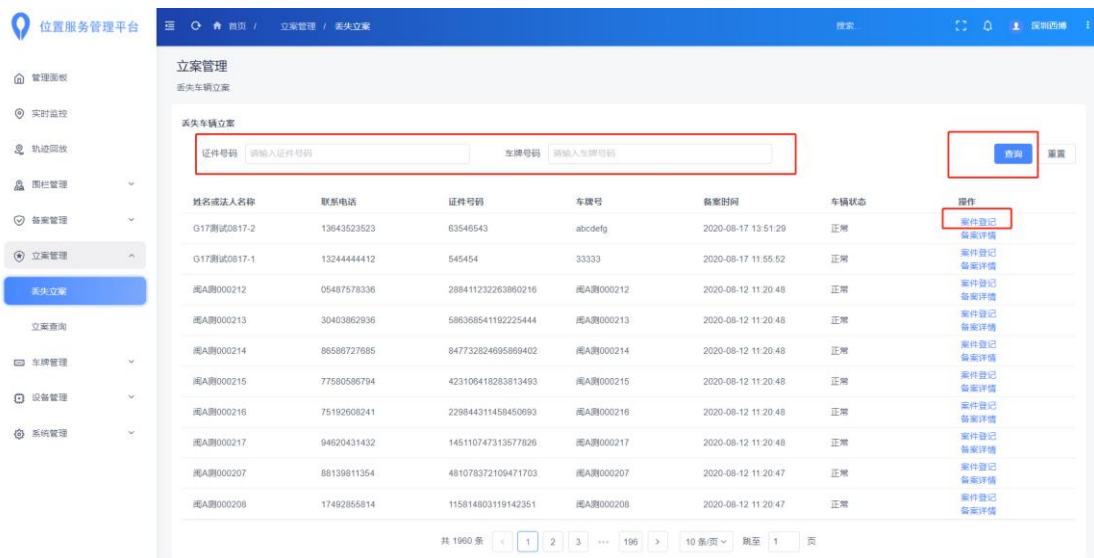 位置服务管理平台
首页 / 立案管理 / 丢失立案 搜索... 深圳西博
管理面板
实时监控
轨迹回放
围栏管理
备案管理
立案管理
丢失立案
立案查询
车牌管理
设备管理
系统管理
立案管理
丢失车辆立案
丢失车辆立案
证件号码 请输入证件号码 车牌号码 请输入车牌号码 查询 重置
姓名或法人名称 联系电话 证件号码 车牌号 备案时间 车辆状态 操作
G17测试0817-2 13643523523 63546543 abcdefg 2020-08-17 13:51:29 正常 案件登记
备案详情
G17测试0817-1 13244444412 545454 33333 2020-08-17 11:55:52 正常 案件登记
备案详情
闽A测000212 05487578336 288411232263860216 闽A测000212 2020-08-12 11:20:48 正常 案件登记
备案详情
闽A测000213 30403862936 586368541192225444 闽A测000213 2020-08-12 11:20:48 正常 案件登记
备案详情
闽A测000214 86586727685 847732824695869402 闽A测000214 2020-08-12 11:20:48 正常 案件登记
备案详情
闽A测000215 77580586794 423106418283813493 闽A测000215 2020-08-12 11:20:48 正常 案件登记
备案详情
闽A测000216 75192608241 229844311458450693 闽A测000216 2020-08-12 11:20:48 正常 案件登记
备案详情
闽A测000217 94620431432 145110747313577826 闽A测000217 2020-08-12 11:20:48 正常 案件登记
备案详情
闽A测000207 88139811354 481078372109471703 闽A测000207 2020-08-12 11:20:47 正常 案件登记
备案详情
闽A测000208 17492855814 115814803119142351 闽A测000208 2020-08-12 11:20:47 正常 案件登记
备案详情
共 1960 条 < 1 2 3 ••• 196 > 10 条/页 跳至 1 页